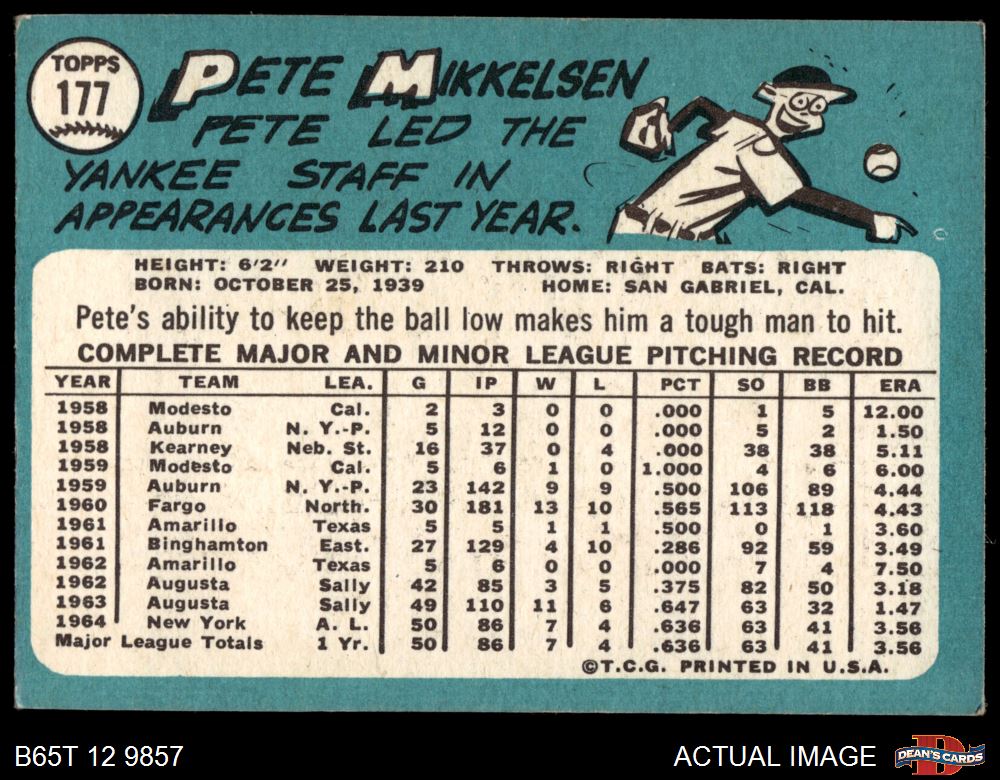 TOPPS
177
PETE MIKKELSEN
PETE LED THE
YANKEE STAFF IN
APPEARANCES LAST YEAR.
HEIGHT: 6'2" WEIGHT: 210 THROWS: RIGHT BATS: RIGHT
BORN: OCTOBER 25, 1939 HOME: SAN GABRIEL, CAL.
Pete's ability to keep the ball low makes him a tough man to hit.
COMPLETE MAJOR AND MINOR LEAGUE PITCHING RECORD
YEAR TEAM LEA. G IP W L PCT SO BB ERA
1958 Modesto Cal. 2 3 0 0 .000 1 5 12.00
1958 Auburn N. Y.-P. 5 12 0 0 .000 5 2 1.50
1958 Kearney Neb. St. 16 37 0 4 .000 38 38 5.11
1959 Modesto Cal. 5 6 1 0 1.000 4 6 6.00
1959 Auburn N. Y.-P. 23 142 9 9 .500 106 89 4.44
1960 Fargo North. 30 181 13 10 .565 113 118 4.43
1961 Amarillo Texas 5 5 1 1 .500 0 1 3.60
1961 Binghamton East. 27 129 4 10 .286 92 59 3.49
1962 Amarillo Texas 5 6 0 0 .000 7 4 7.50
1962 Augusta Sally 42 85 3 5 .375 82 50 3.18
1963 Augusta Sally 49 110 11 6 .647 63 32 1.47
1964 New York A. L. 50 86 7 4 .636 63 41 3.56
Major League Totals 1 Yr. 50 86 7 4 .636 63 41 3.56
©T.C.G. PRINTED IN U.S.A.
B65T 12 9857 ACTUAL IMAGE DEAN'S CARDS